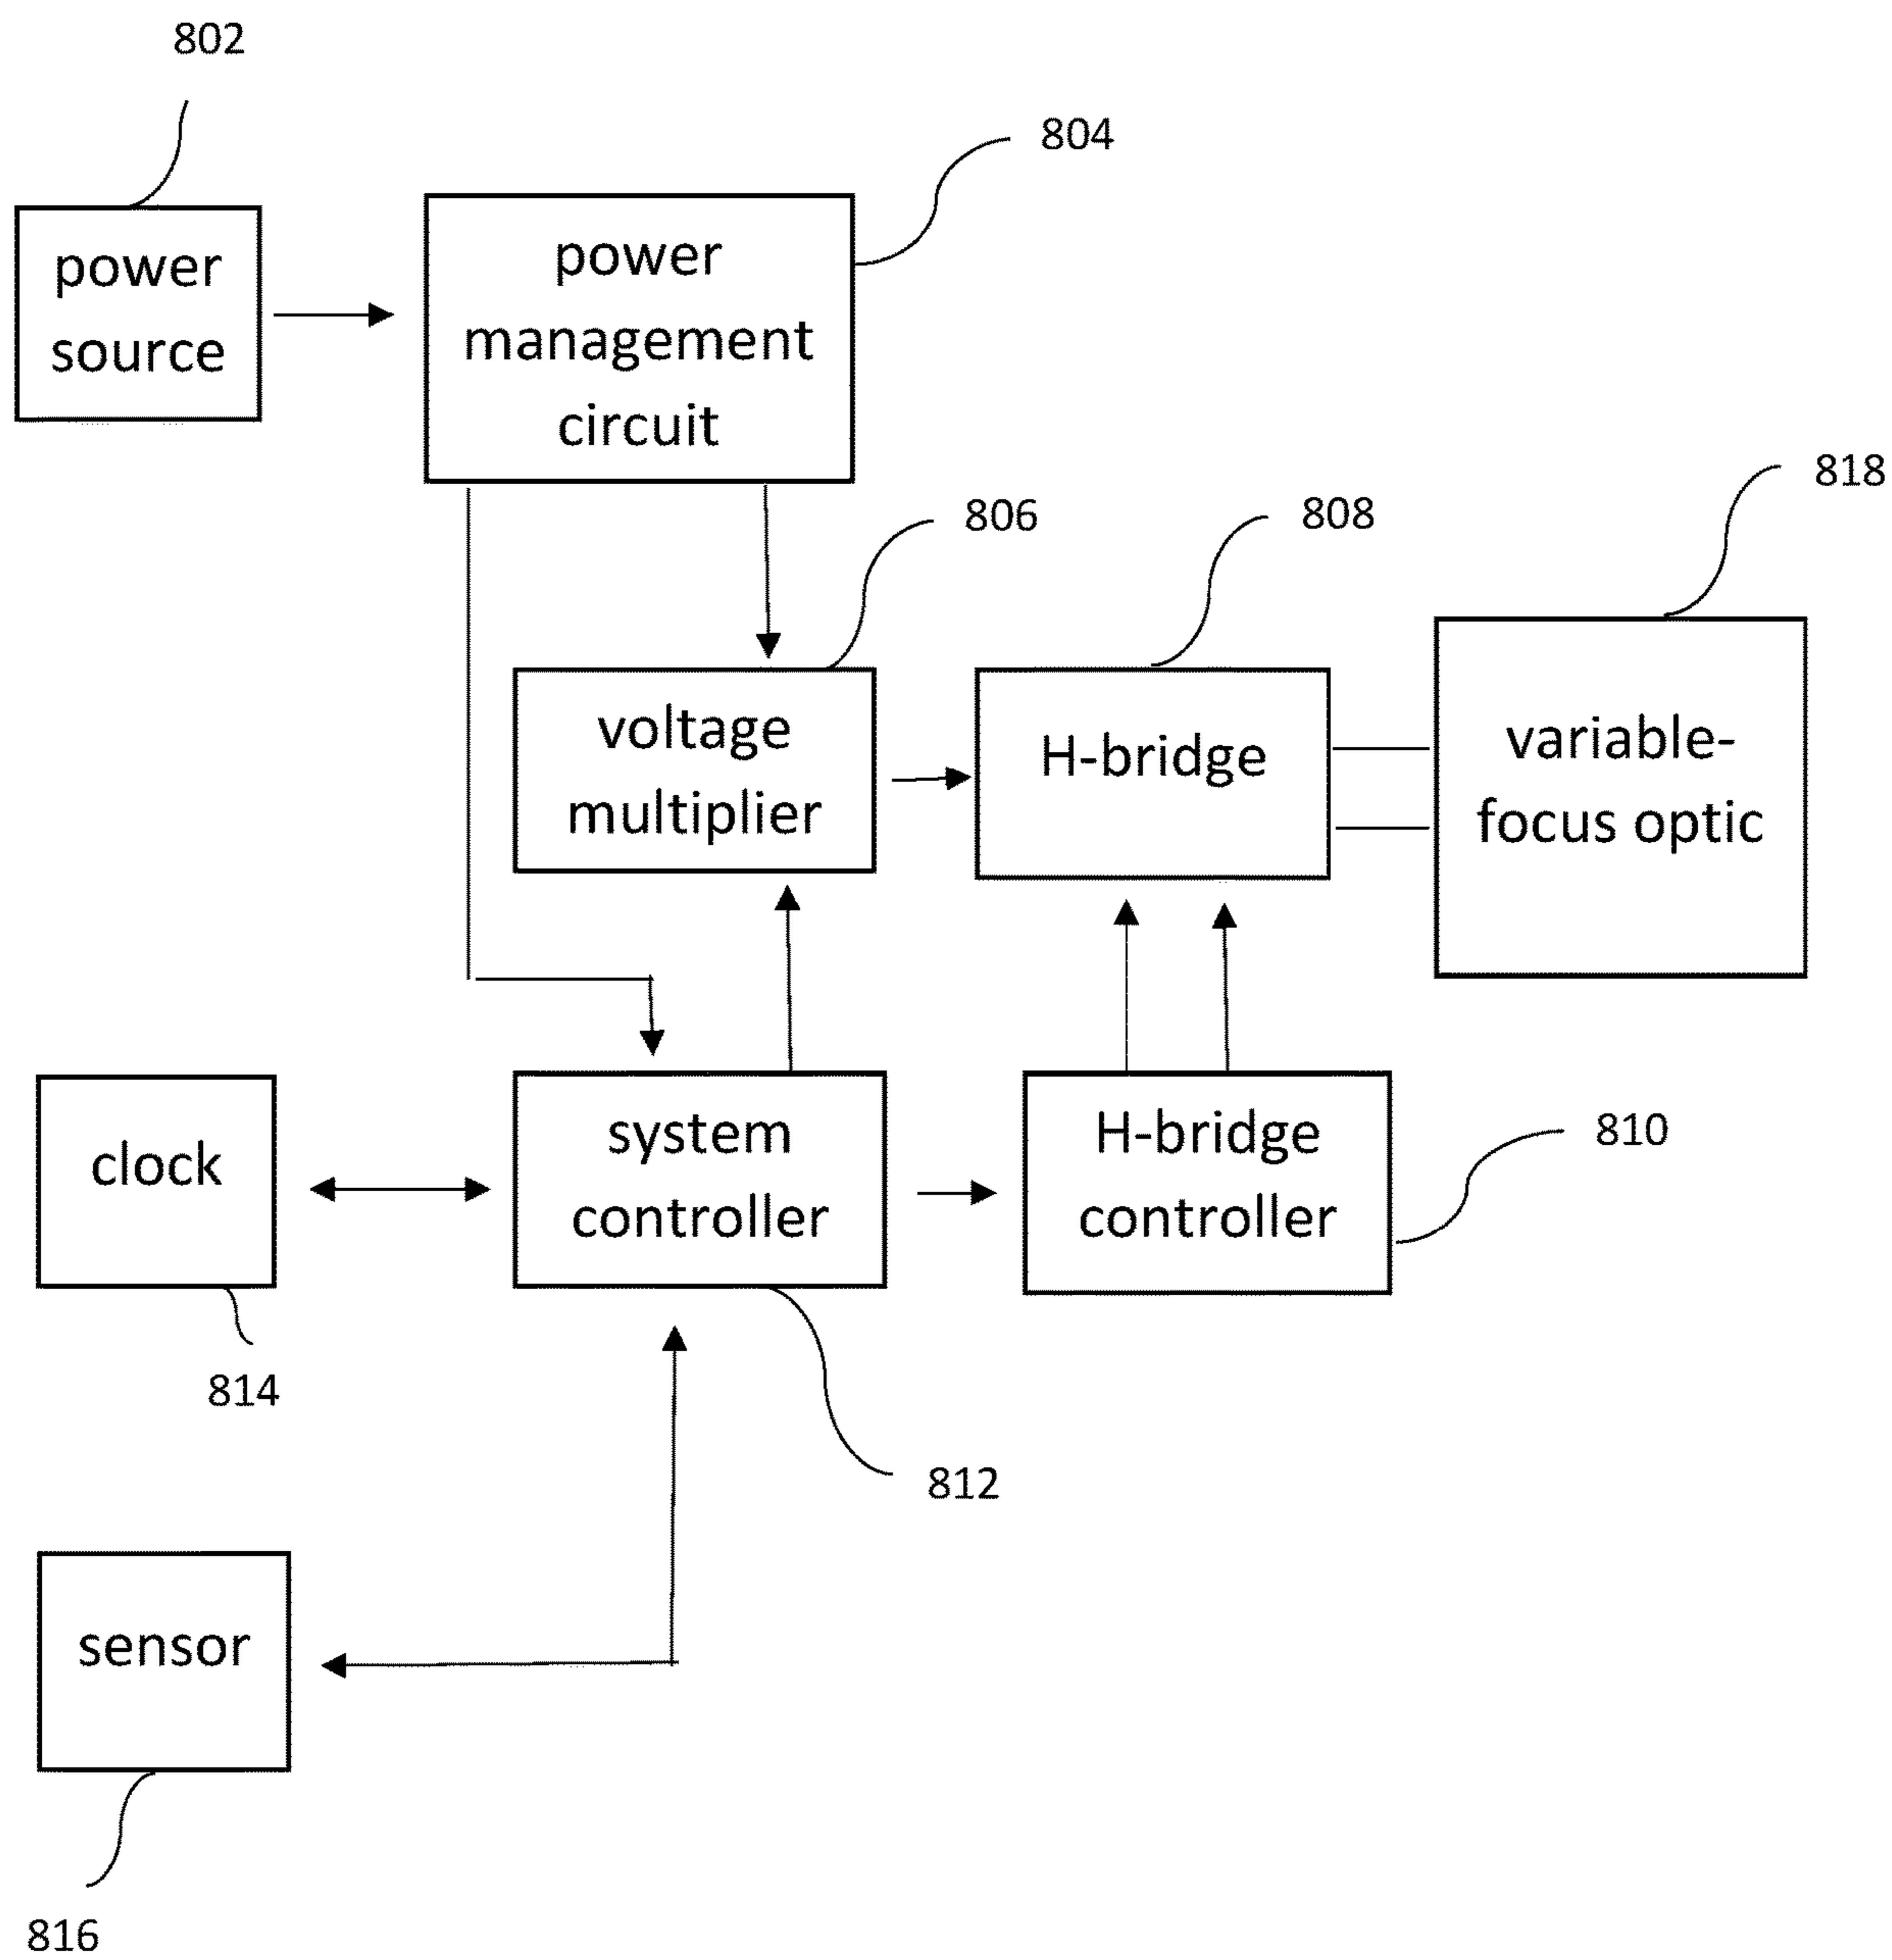 802
804
power
source
power
management
circuit
818
806
808
voltage
multiplier
H-bridge
variable-
focus optic
clock
system
controller
H-bridge
controller
810
814
812
sensor
816